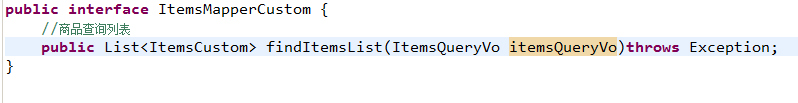 public interface ItemsMapperCustom {
//商品查询列表
public List<ItemsCustom> findItemsList(ItemsQueryVo itemsQueryVo)throws Exception;
}